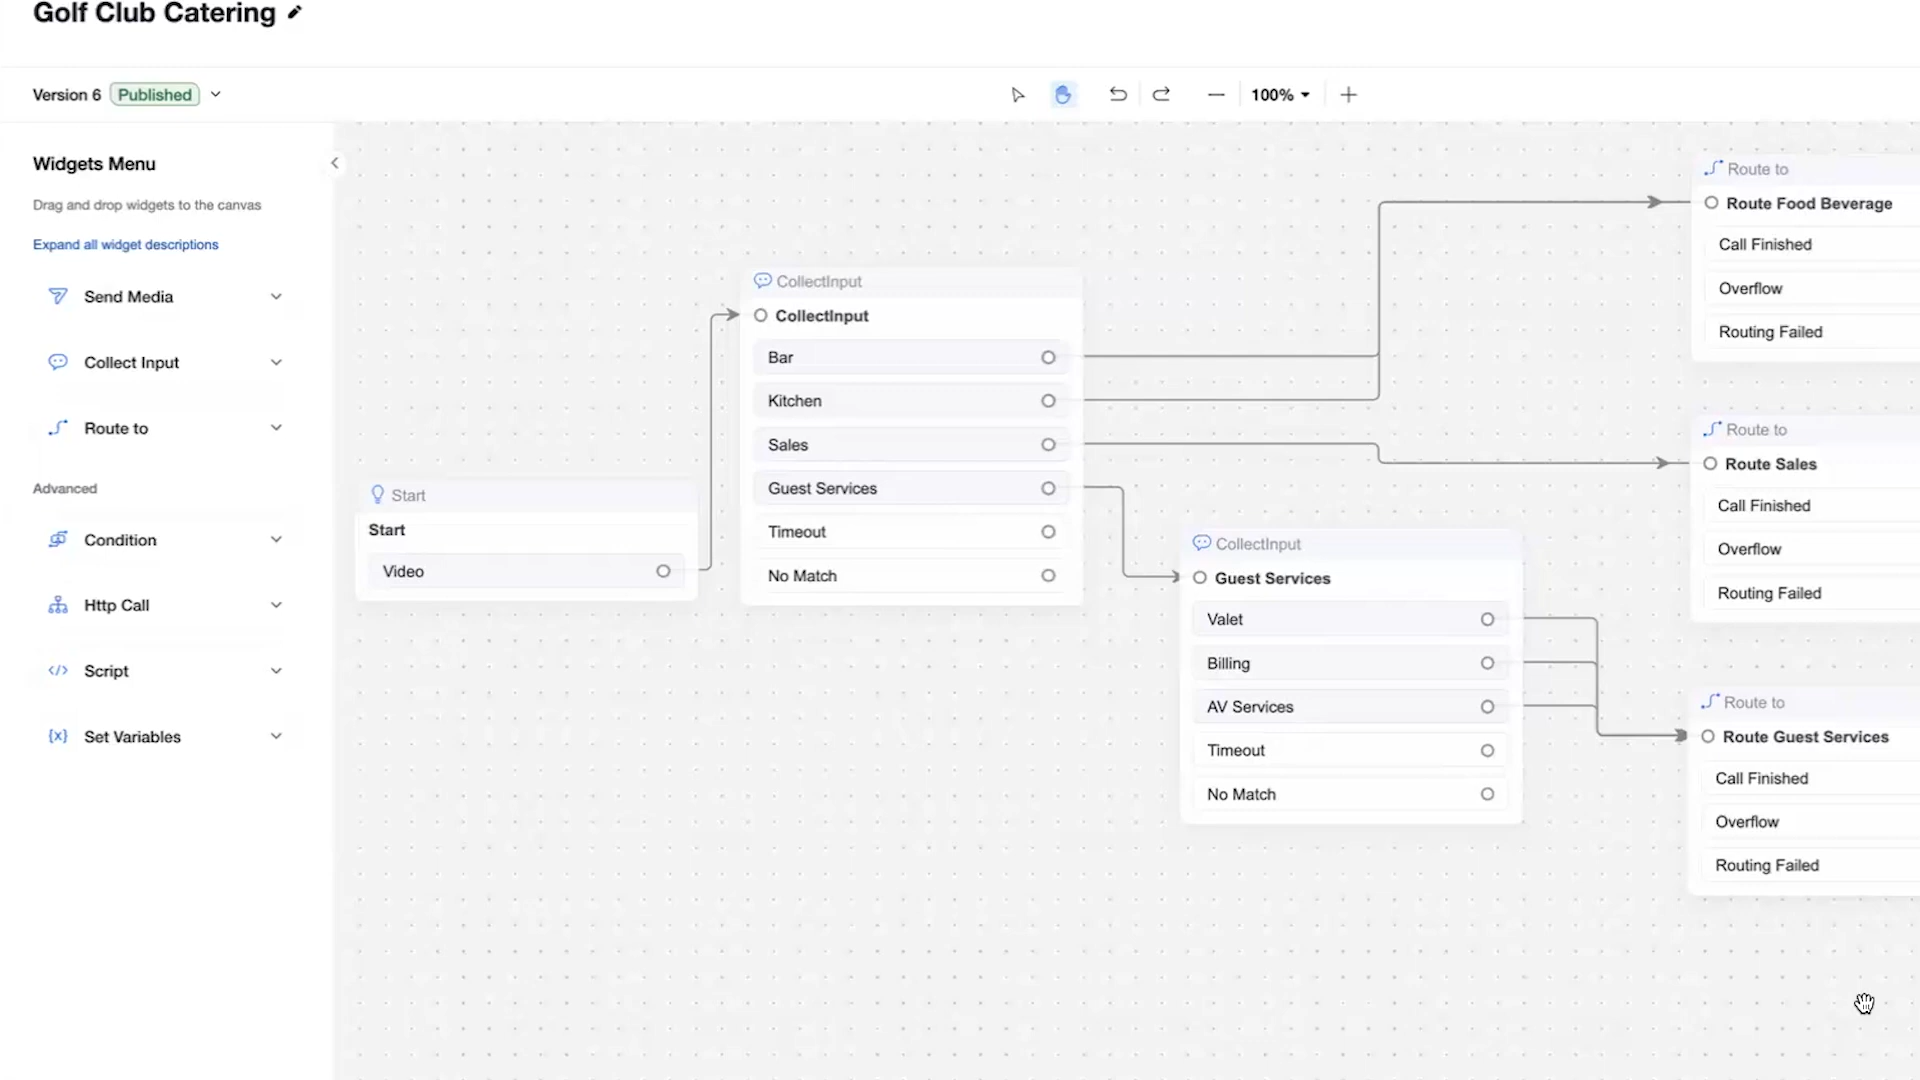 Golf Club Catering
Version 6 Published
100%
Widgets Menu
Drag and drop widgets to the canvas
Expand all widget descriptions
Send Media
Collect Input
Route to
Advanced
Condition
Http Call
Script
Set Variables
Start
Start
Video
CollectInput
CollectInput
Bar
Kitchen
Sales
Guest Services
Timeout
No Match
CollectInput
Guest Services
Valet
Billing
AV Services
Timeout
No Match
Route to
Route Food Beverage
Call Finished
Overflow
Routing Failed
Route to
Route Sales
Call Finished
Overflow
Routing Failed
Route to
Route Guest Services
Call Finished
Overflow
Routing Failed